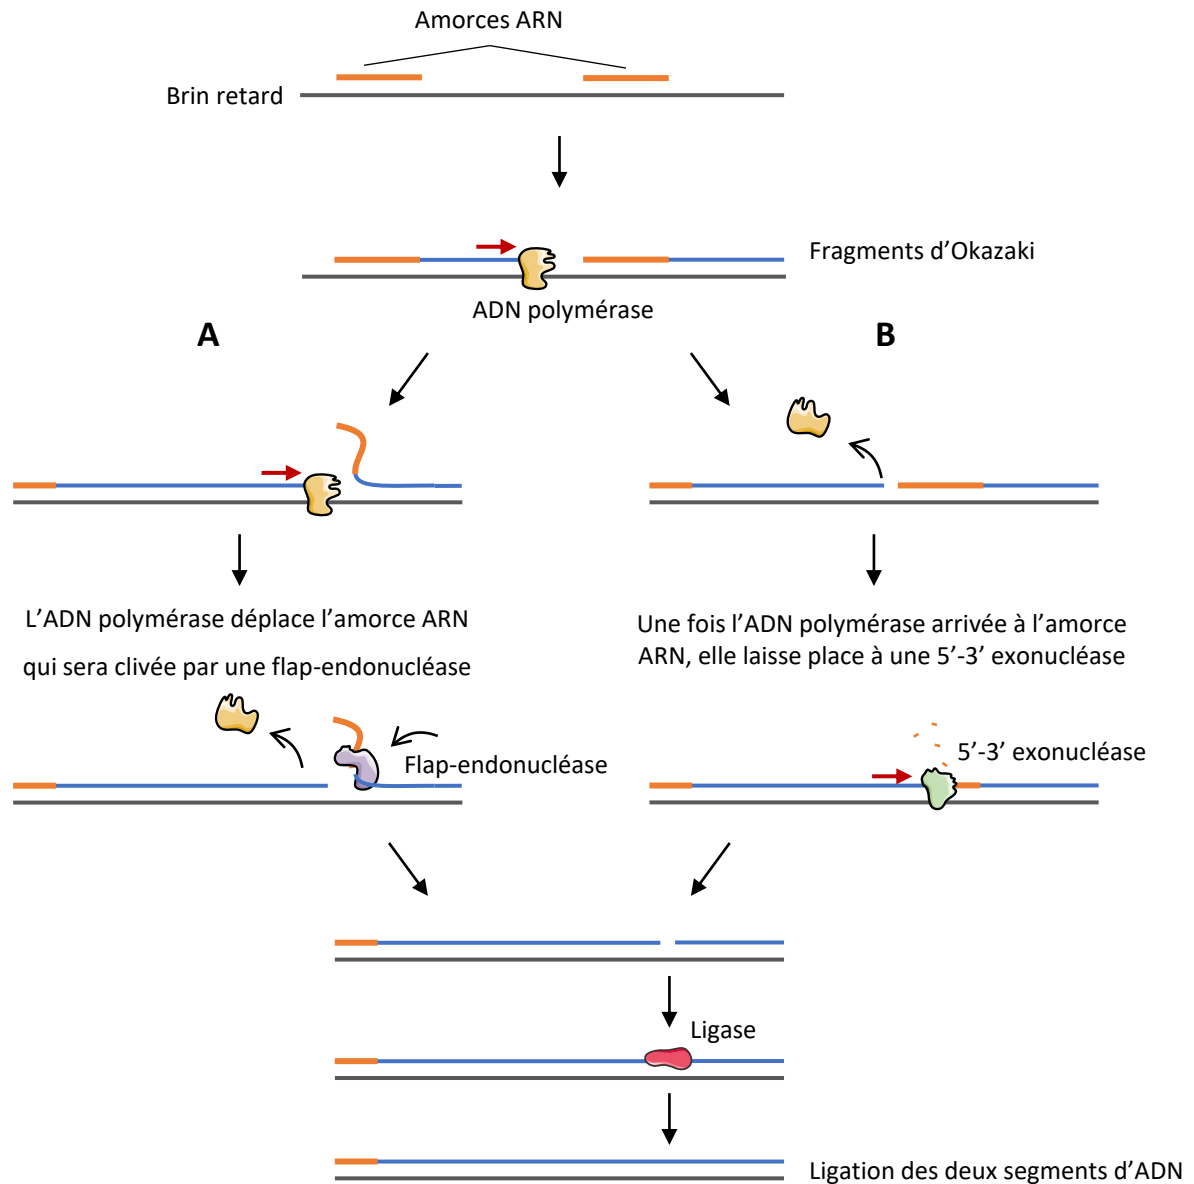 Amorces ARN
Brin retard
Fragments d’Okazaki
ADN polymérase
A
B
L’ADN polymérase déplace l’amorce ARN
qui sera clivée par une flap-endonucléase
Une fois l’ADN polymérase arrivée à l’amorce
ARN, elle laisse place à une 5’-3’ exonucléase
Flap-endonucléase
5’-3’ exonucléase
Ligase
Ligation des deux segments d’ADN